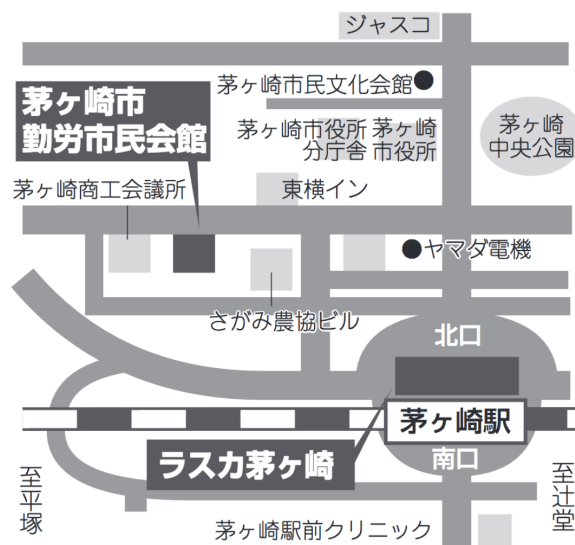 ジャスコ
茅ヶ崎市民文化会館
茅ヶ崎市
勤労市民会館
茅ヶ崎市役所
分庁舎
茅ヶ崎
市役所
茅ヶ崎
中央公園
茅ヶ崎商工会議所
東横イン
ヤマダ電機
さがみ農協ビル
北口
茅ヶ崎駅
ラスカ茅ヶ崎
南口
至平塚
至辻堂
茅ヶ崎駅前クリニック